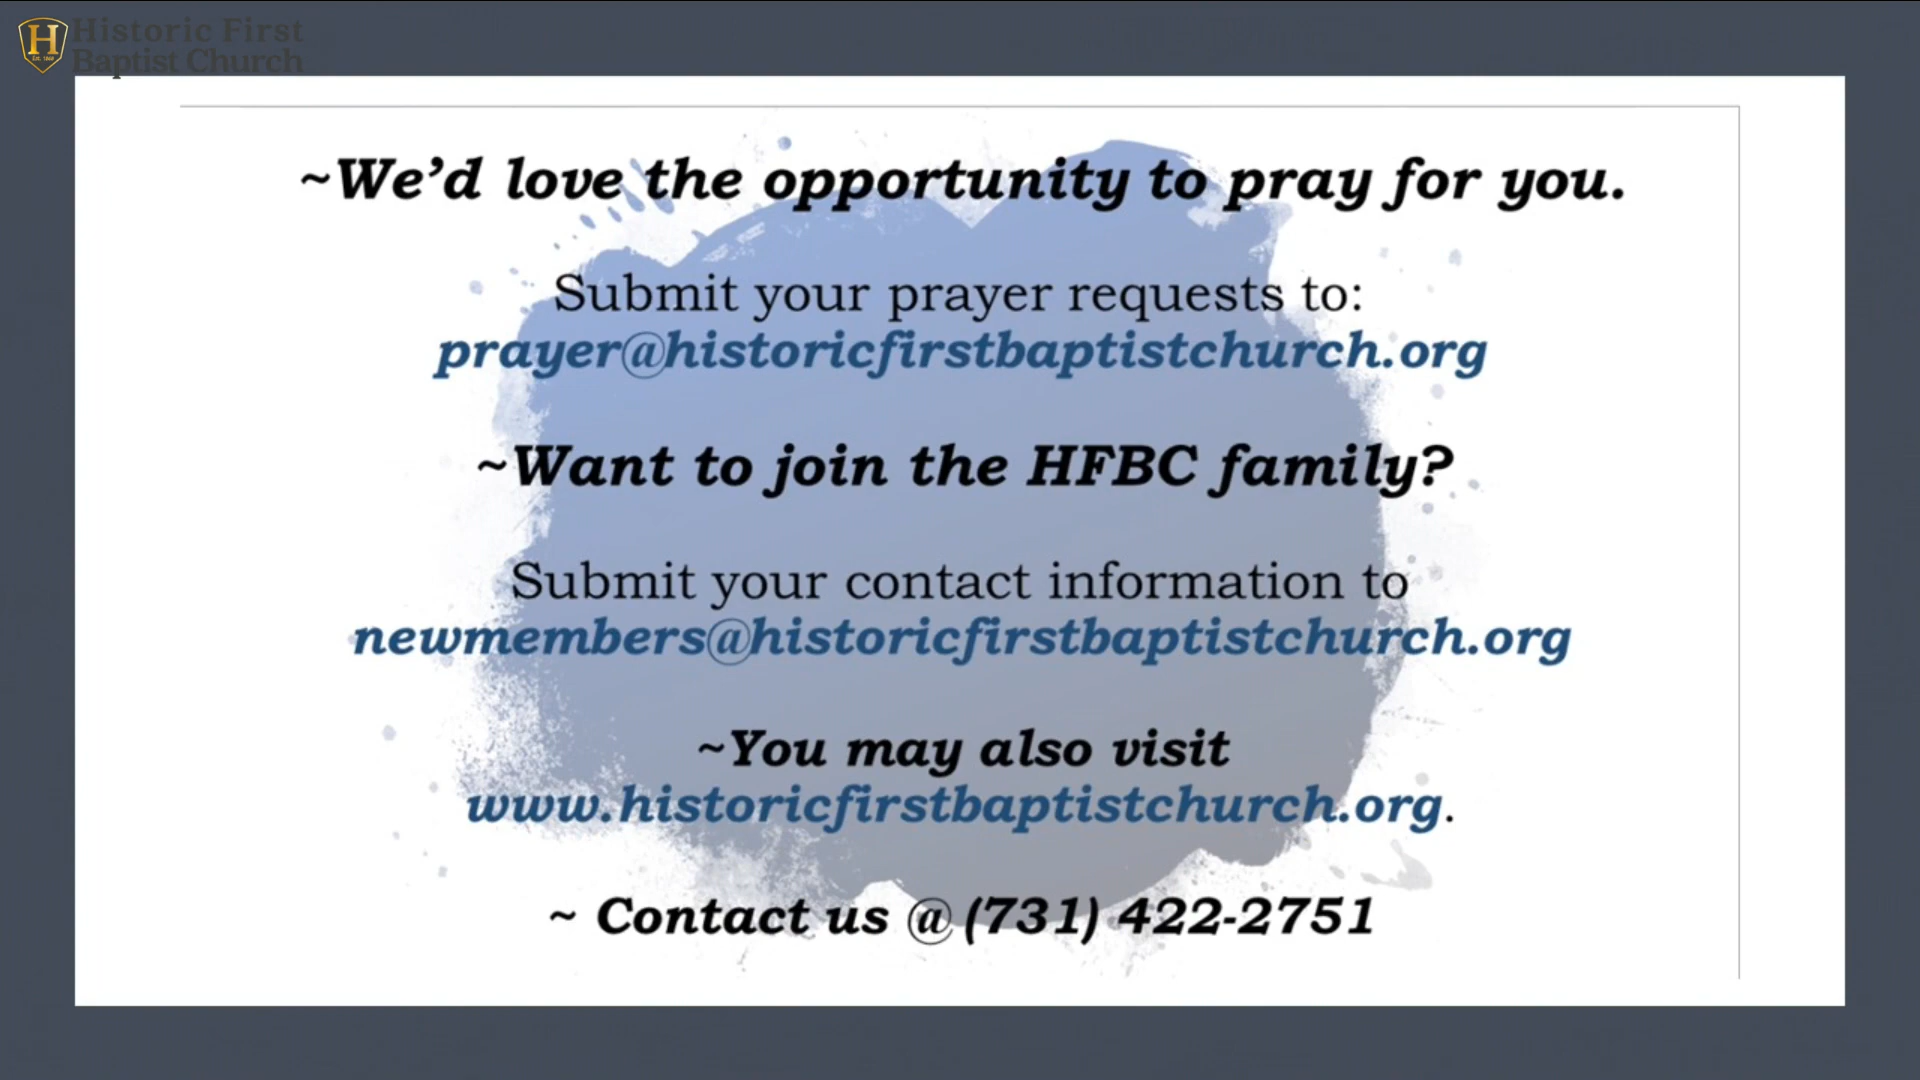 H
Est. 1868
Historic First
Baptist Church
~We’d love the opportunity to pray for you.
Submit your prayer requests to:
prayer@historicfirstbaptistchurch.org
~Want to join the HFBC family?
Submit your contact information to
newmembers@historicfirstbaptistchurch.org
~You may also visit
www.historicfirstbaptistchurch.org.
~ Contact us @ (731) 422-2751